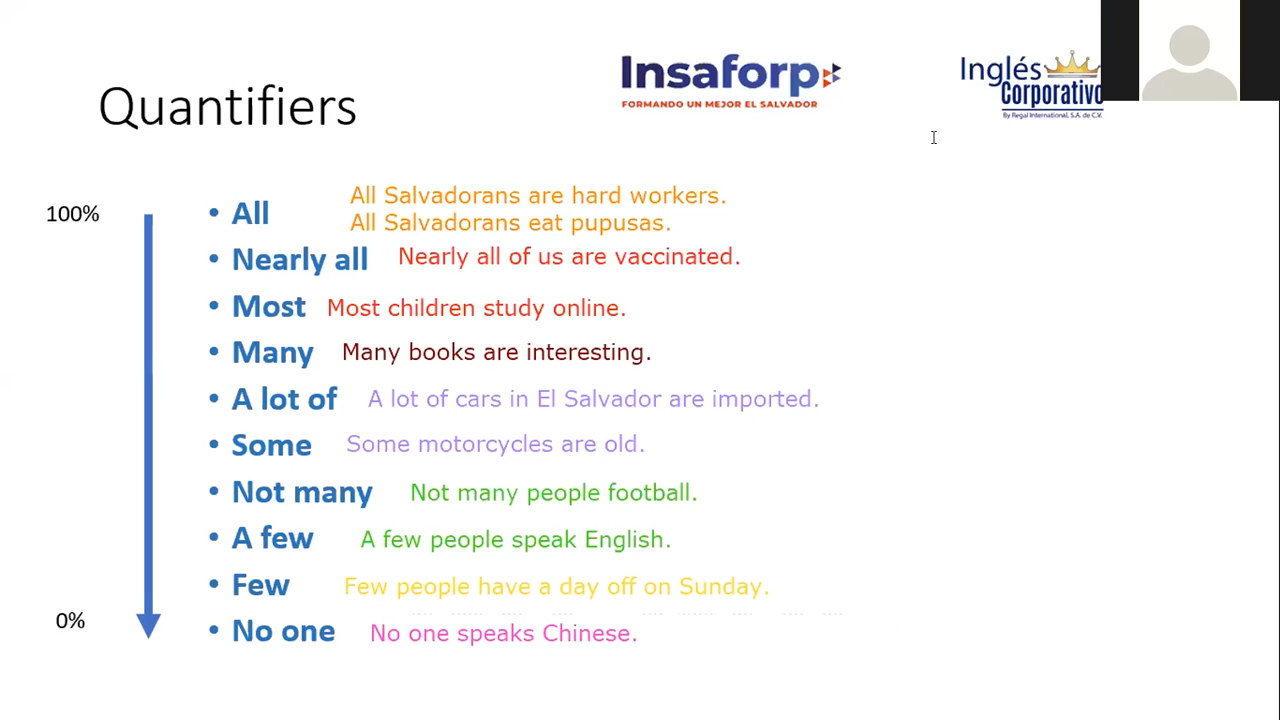 Quantifiers
Insaforp
FORMANDO UN MEJOR EL SALVADOR
Inglés
Corporativo
By Regal International, S.A. de C.V.
100%
• All
All Salvadorans are hard workers.
All Salvadorans eat pupusas.
• Nearly all Nearly all of us are vaccinated.
• Most Most children study online.
• Many Many books are interesting.
• A lot of A lot of cars in El Salvador are imported.
• Some Some motorcycles are old.
• Not many Not many people football.
• A few A few people speak English.
• Few Few people have a day off on Sunday.
0%
• No one No one speaks Chinese.